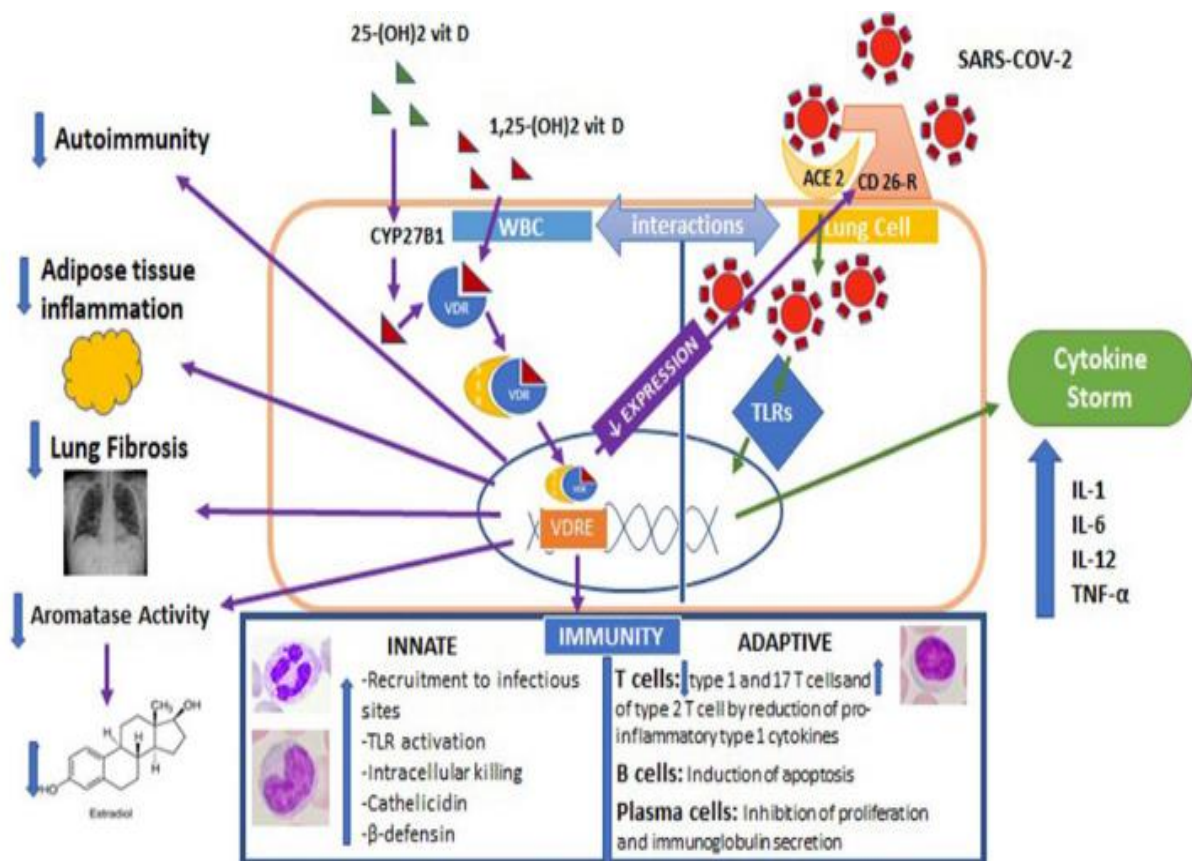 25-(OH)2 vit D
1,25-(OH)2 vit D
SARS-COV-2
Autoimmunity
Adipose tissue
inflammation
Lung Fibrosis
Aromatase Activity
CH₃
OH
H
H
H
HO
Estradiol
CYP27B1
WBC
interactions
Lung Cell
ACE 2
CD 26-R
VDR
VDR
VDR
VDRE
↓ EXPRESSION
TLRs
Cytokine
Storm
IL-1
IL-6
IL-12
TNF-α
IMMUNITY
INNATE
-Recruitment to infectious
sites
-TLR activation
-Intracellular killing
-Cathelicidin
-β-defensin
ADAPTIVE
T cells: type 1 and 17 T cellsand
of type 2 T cell by reduction of pro-
inflammatory type 1 cytokines
B cells: Induction of apoptosis
Plasma cells: Inhibition of proliferation
and immunoglobulin secretion